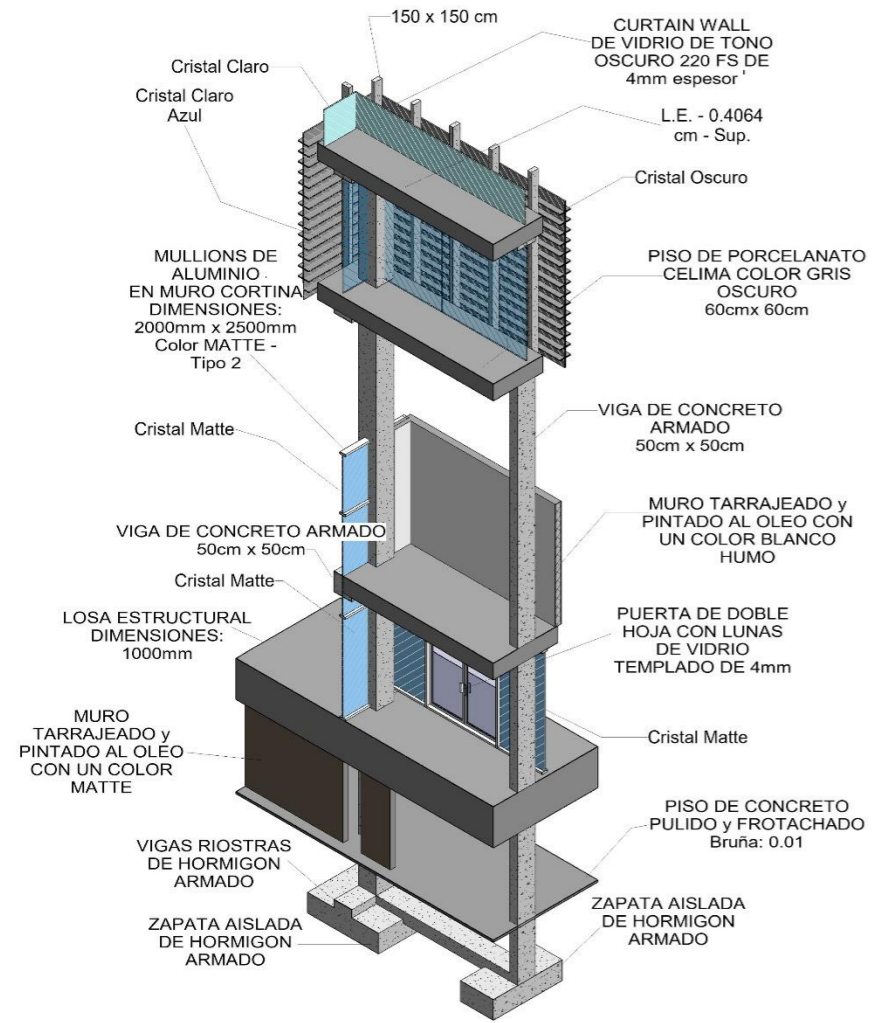 150 x 150 cm
CURTAIN WALL
DE VIDRIO DE TONO
OSCURO 220 FS DE
4mm espesor '
Cristal Claro
Cristal Claro
Azul
L.E. - 0.4064
cm - Sup.
Cristal Oscuro
MULLIONS DE
ALUMINIO
EN MURO CORTINA
DIMENSIONES:
2000mm x 2500mm
Color MATTE -
Tipo 2
PISO DE PORCELANATO
CELIMA COLOR GRIS
OSCURO
60cmx 60cm
Cristal Matte
VIGA DE CONCRETO
ARMADO
50cm x 50cm
VIGA DE CONCRETO ARMADO
50cm x 50cm
MURO TARRAJEADO y
PINTADO AL OLEO CON
UN COLOR BLANCO
HUMO
Cristal Matte
LOSA ESTRUCTURAL
DIMENSIONES:
1000mm
PUERTA DE DOBLE
HOJA CON LUNAS
DE VIDRIO
TEMPLADO DE 4mm
MURO
TARRAJEADO y
PINTADO AL OLEO
CON UN COLOR
MATTE
Cristal Matte
PISO DE CONCRETO
PULIDO y FROTACHADO
Bruña: 0.01
VIGAS RIOSTRAS
DE HORMIGON
ARMADO
ZAPATA AISLADA
DE HORMIGON
ARMADO
ZAPATA AISLADA
DE HORMIGON
ARMADO